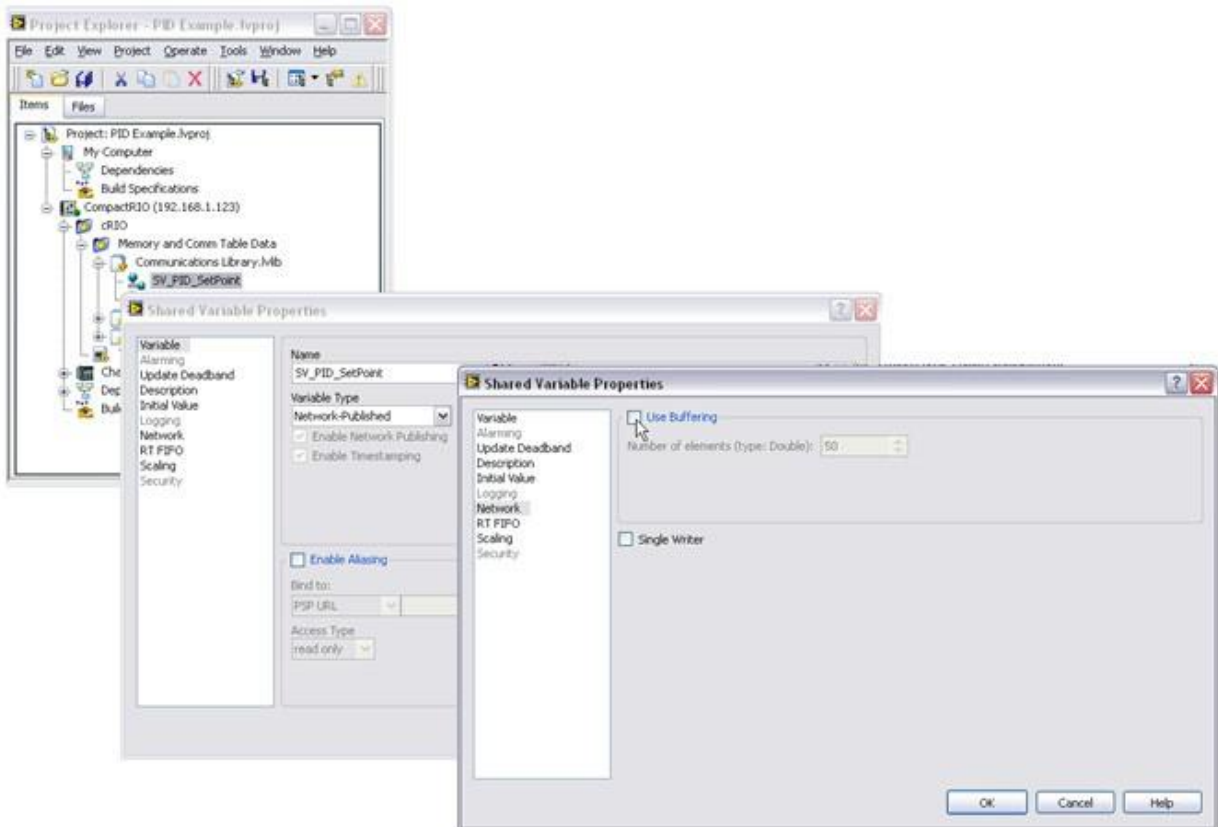 Project Explorer - PID Example.lvproj
File Edit View Project Operate Tools Window Help
Items Files
Project: PID Example.lvproj
My Computer
Dependencies
Build Specifications
CompactRIO (192.168.1.123)
cRIO
Memory and Comm Table Data
Communications Library.lvlib
SV_PID_SetPoint
Che
Dep
Buil
Shared Variable Properties
Variable
Alarming
Update Deadband
Description
Initial Value
Logging
Network
RT FIFO
Scaling
Security
Name
SV_PID_SetPoint
Variable Type
Network-Published
Enable Network Publishing
Enable Timestamping
Enable Aliasing
Bind to:
PSP URL
Access Type
read only
Shared Variable Properties
Variable
Alarming
Update Deadband
Description
Initial Value
Logging
Network
RT FIFO
Scaling
Security
Use Buffering
Number of elements (type: Double): 50
Single Writer
OK Cancel Help